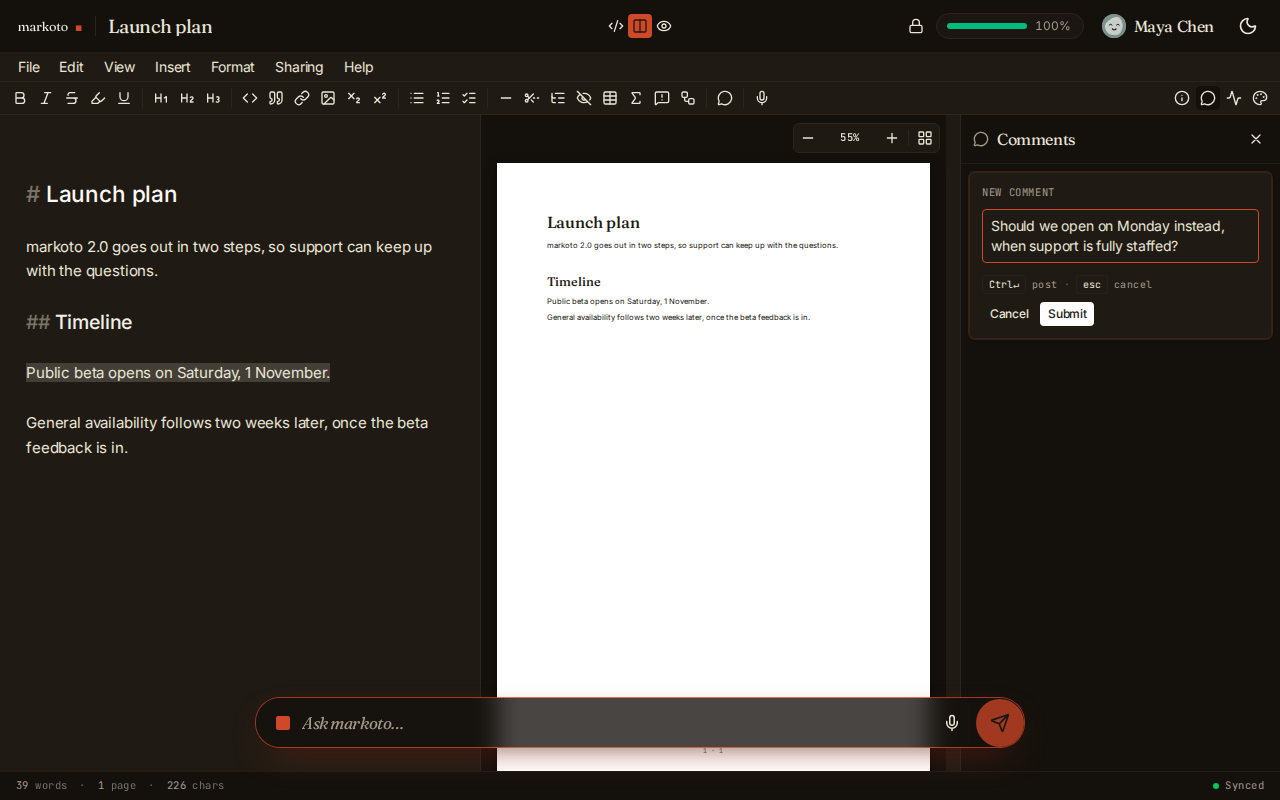 markoto
Launch plan
100%
Maya Chen
File Edit View Insert Format Sharing Help
H1 H2 H3
55%
Comments
# Launch plan
markoto 2.0 goes out in two steps, so support can keep up
with the questions.
## Timeline
Public beta opens on Saturday, 1 November.
General availability follows two weeks later, once the beta
feedback is in.
Launch plan
markoto 2.0 goes out in two steps, so support can keep up with the questions.
Timeline
Public beta opens on Saturday, 1 November.
General availability follows two weeks later, once the beta feedback is in.
1 · 1
NEW COMMENT
Should we open on Monday instead,
when support is fully staffed?
Ctrl↵ post · esc cancel
Cancel Submit
Ask markoto…
39 words · 1 page · 226 chars
Synced